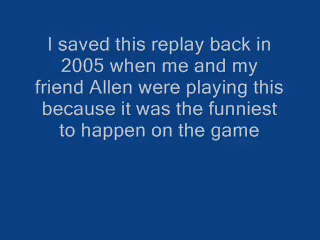 I saved this replay back in
2005 when me and my
friend Allen were playing this
because it was the funniest
to happen on the game